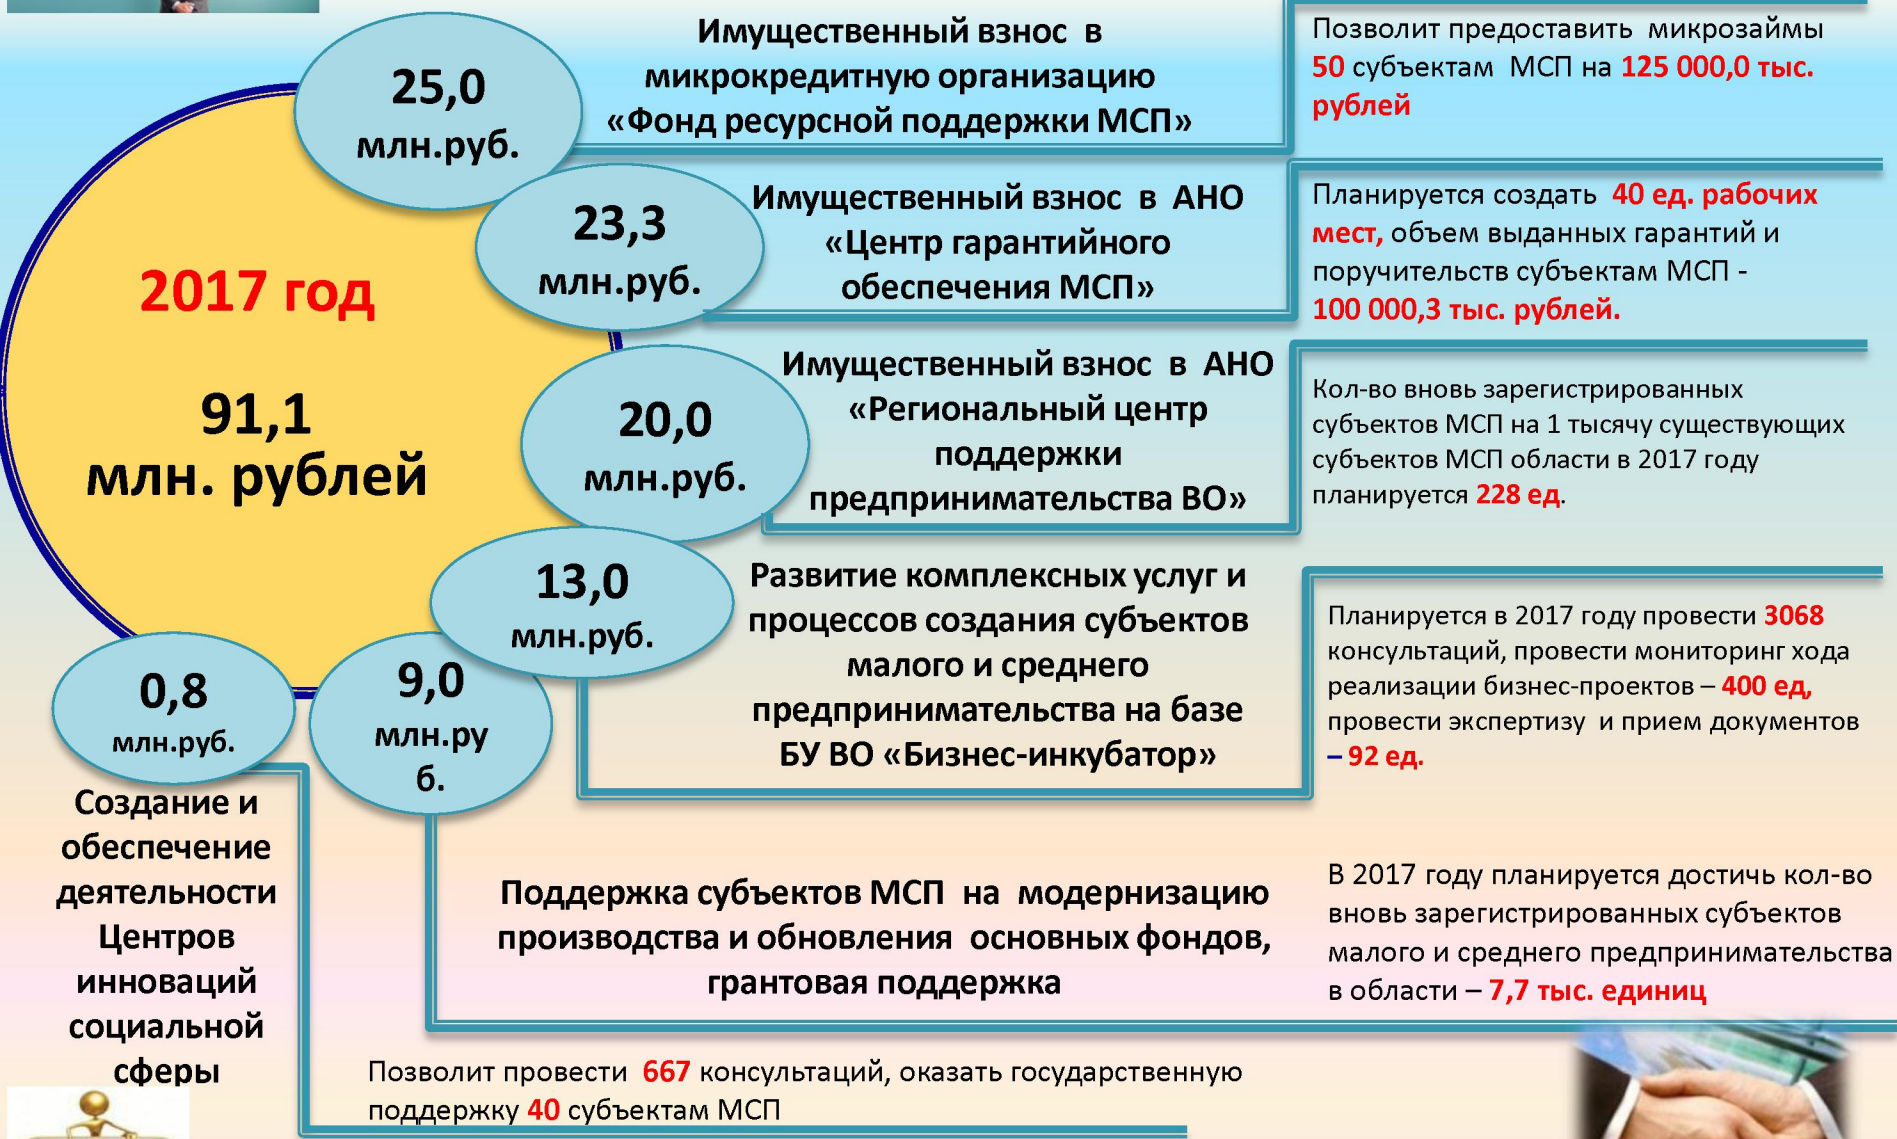 2017 год
91,1
млн. рублей
25,0
млн.руб.
Имущественный взнос в
микрокредитную организацию
«Фонд ресурсной поддержки МСП»
Позволит предоставить микрозаймы
50 субъектам МСП на 125 000,0 тыс.
рублей
23,3
млн.руб.
Имущественный взнос в АНО
«Центр гарантийного
обеспечения МСП»
Планируется создать 40 ед. рабочих
мест, объем выданных гарантий и
поручительств субъектам МСП -
100 000,3 тыс. рублей.
20,0
млн.руб.
Имущественный взнос в АНО
«Региональный центр
поддержки
предпринимательства ВО»
Кол-во вновь зарегистрированных
субъектов МСП на 1 тысячу существующих
субъектов МСП области в 2017 году
планируется 228 ед.
13,0
млн.руб.
Развитие комплексных услуг и
процессов создания субъектов
малого и среднего
предпринимательства на базе
БУ ВО «Бизнес-инкубатор»
Планируется в 2017 году провести 3068
консультаций, провести мониторинг хода
реализации бизнес-проектов – 400 ед,
провести экспертизу и прием документов
– 92 ед.
9,0
млн.ру
б.
Поддержка субъектов МСП на модернизацию
производства и обновления основных фондов,
грантовая поддержка
В 2017 году планируется достичь кол-во
вновь зарегистрированных субъектов
малого и среднего предпринимательства
в области – 7,7 тыс. единиц
0,8
млн.руб.
Создание и
обеспечение
деятельности
Центров
инноваций
социальной
сферы
Позволит провести 667 консультаций, оказать государственную
поддержку 40 субъектам МСП